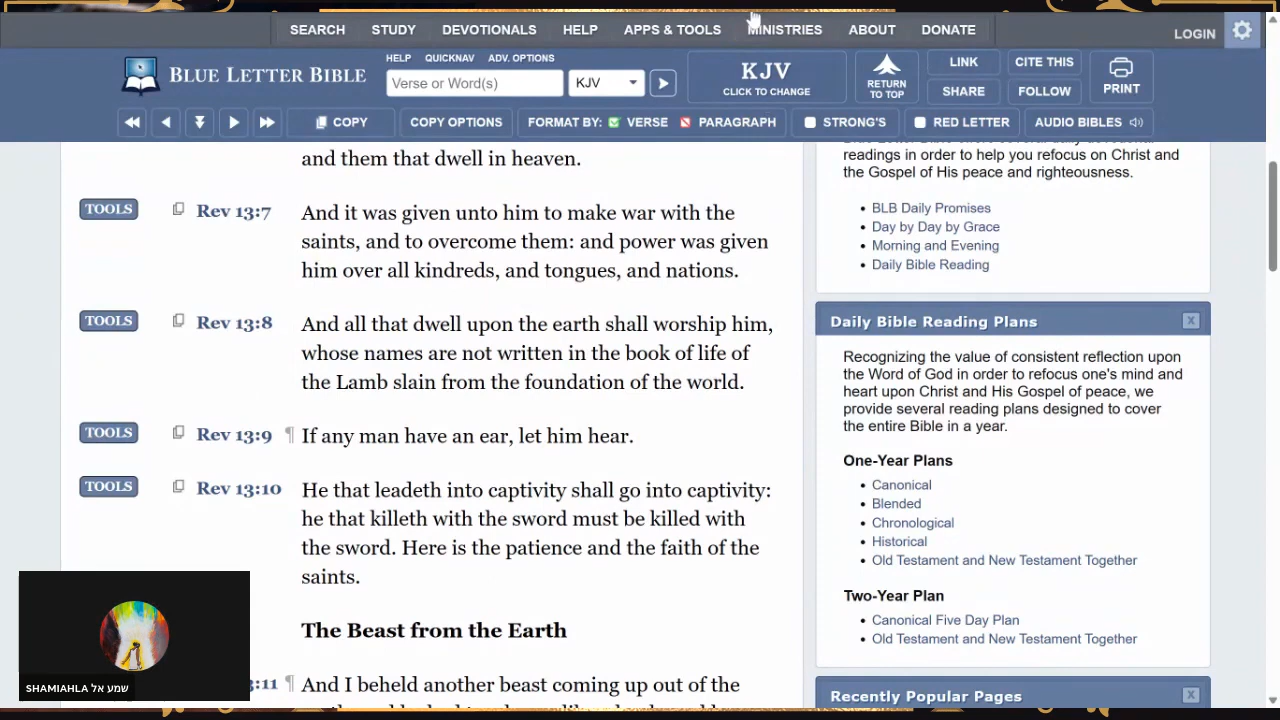 SEARCH STUDY DEVOTIONALS HELP APPS & TOOLS MINISTRIES ABOUT DONATE LOGIN
BLUE LETTER BIBLE
HELP QUICKNAV ADV. OPTIONS
Verse or Word(s) KJV
KJV
CLICK TO CHANGE
RETURN
TO TOP
LINK CITE THIS
SHARE FOLLOW
PRINT
COPY COPY OPTIONS FORMAT BY: VERSE PARAGRAPH STRONG'S RED LETTER AUDIO BIBLES
and them that dwell in heaven.
TOOLS Rev 13:7 And it was given unto him to make war with the
saints, and to overcome them: and power was given
him over all kindreds, and tongues, and nations.
TOOLS Rev 13:8 And all that dwell upon the earth shall worship him,
whose names are not written in the book of life of
the Lamb slain from the foundation of the world.
TOOLS Rev 13:9 ¶ If any man have an ear, let him hear.
TOOLS Rev 13:10 He that leadeth into captivity shall go into captivity:
he that killeth with the sword must be killed with
the sword. Here is the patience and the faith of the
saints.
The Beast from the Earth
3:11 ¶ And I beheld another beast coming up out of the
SHAMIAHLA שמע אל
readings in order to help you refocus on Christ and
the Gospel of His peace and righteousness.
BLB Daily Promises
Day by Day by Grace
Morning and Evening
Daily Bible Reading
Daily Bible Reading Plans X
Recognizing the value of consistent reflection upon
the Word of God in order to refocus one's mind and
heart upon Christ and His Gospel of peace, we
provide several reading plans designed to cover
the entire Bible in a year.
One-Year Plans
Canonical
Blended
Chronological
Historical
Old Testament and New Testament Together
Two-Year Plan
Canonical Five Day Plan
Old Testament and New Testament Together
Recently Popular Pages X